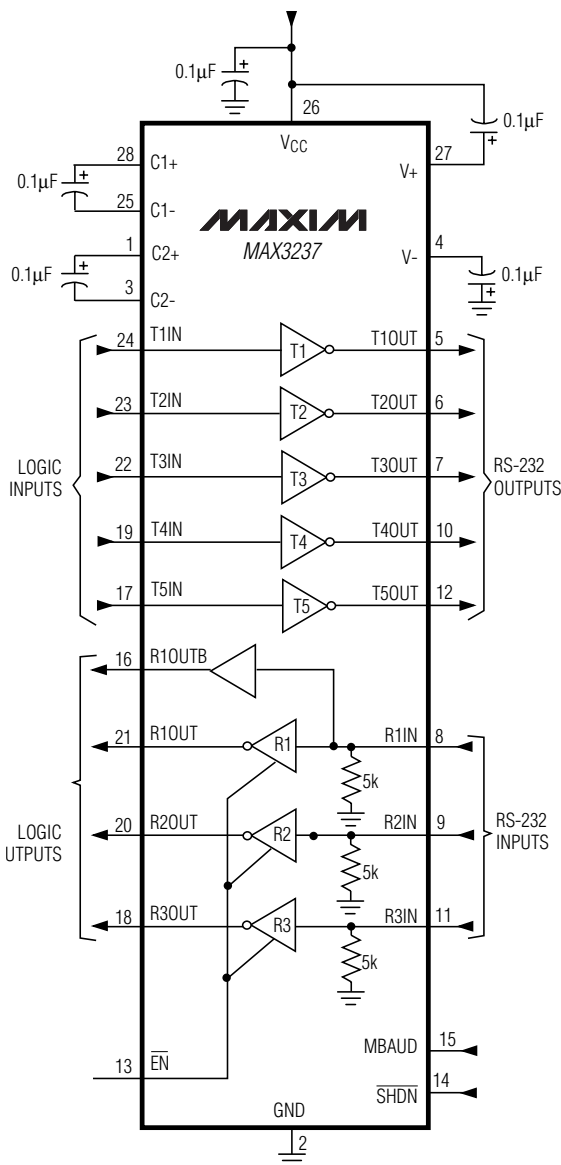 0.1µF
+
26
+
0.1µF
VCC
28
C1+
27
V+
0.1µF
+
25
C1-
MAXIM
MAX3237
1
C2+
4
V-
0.1µF
+
3
C2-
0.1µF
+
24
T1IN
T1
T1OUT
5
23
T2IN
T2
T2OUT
6
LOGIC
INPUTS
22
T3IN
T3
T3OUT
7
RS-232
OUTPUTS
19
T4IN
T4
T4OUT
10
17
T5IN
T5
T5OUT
12
16
R1OUTB
21
R1OUT
R1
R1IN
8
5k
LOGIC
UTPUTS
20
R2OUT
R2
R2IN
9
RS-232
INPUTS
5k
18
R3OUT
R3
R3IN
11
5k
13
EN
MBAUD
15
SHDN
14
GND
2